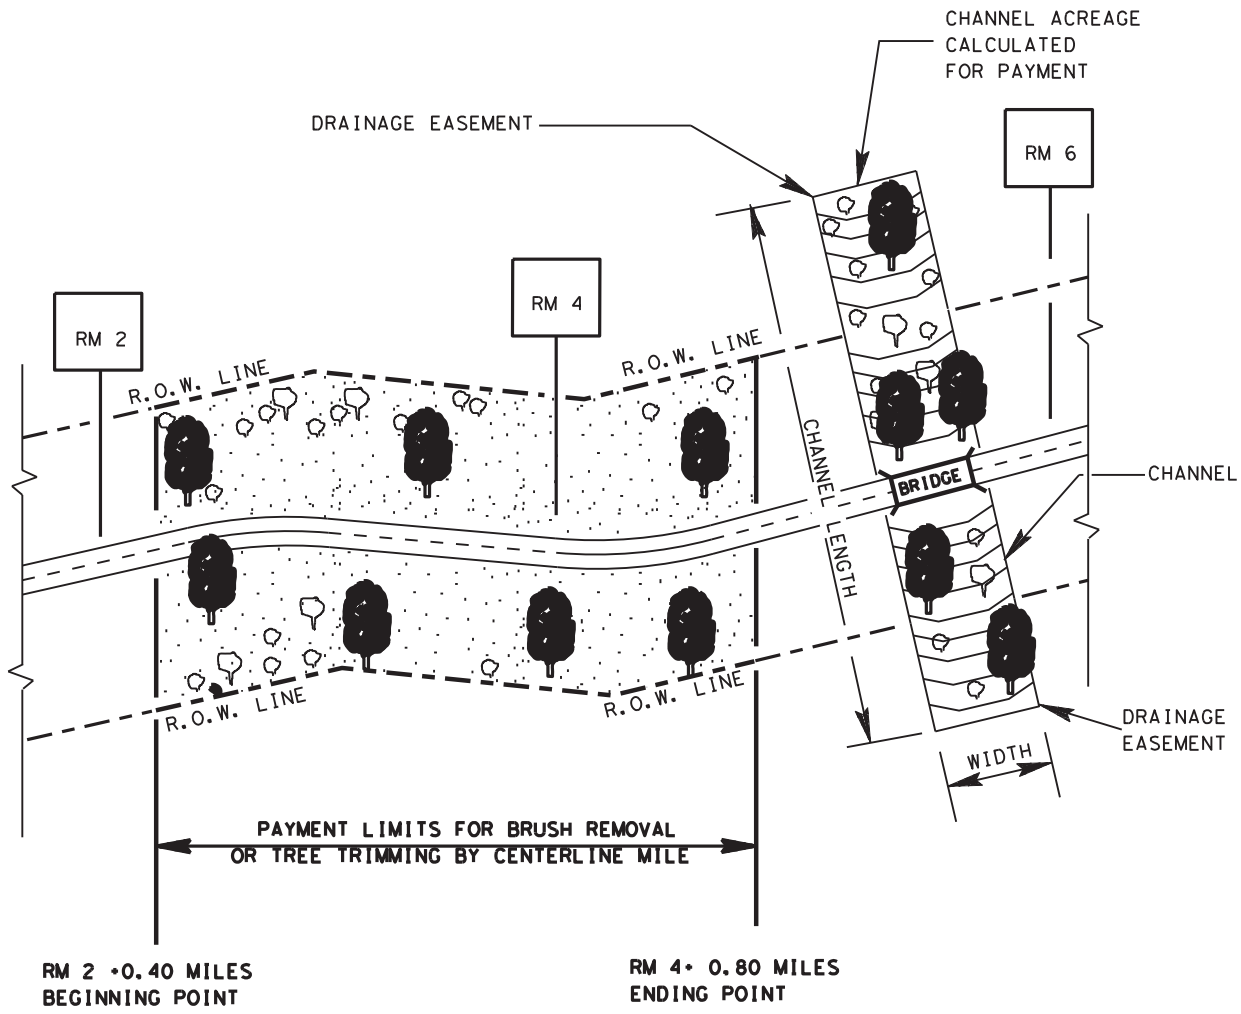 CHANNEL ACREAGE
CALCULATED
FOR PAYMENT
DRAINAGE EASEMENT
RM 6
RM 4
RM 2
R.O.W. LINE
R.O.W. LINE
CHANNEL LENGTH
BRIDGE
CHANNEL
R.O.W. LINE
R.O.W. LINE
DRAINAGE
EASEMENT
WIDTH
PAYMENT LIMITS FOR BRUSH REMOVAL
OR TREE TRIMMING BY CENTERLINE MILE
RM 2 +0.40 MILES
BEGINNING POINT
RM 4+ 0.80 MILES
ENDING POINT